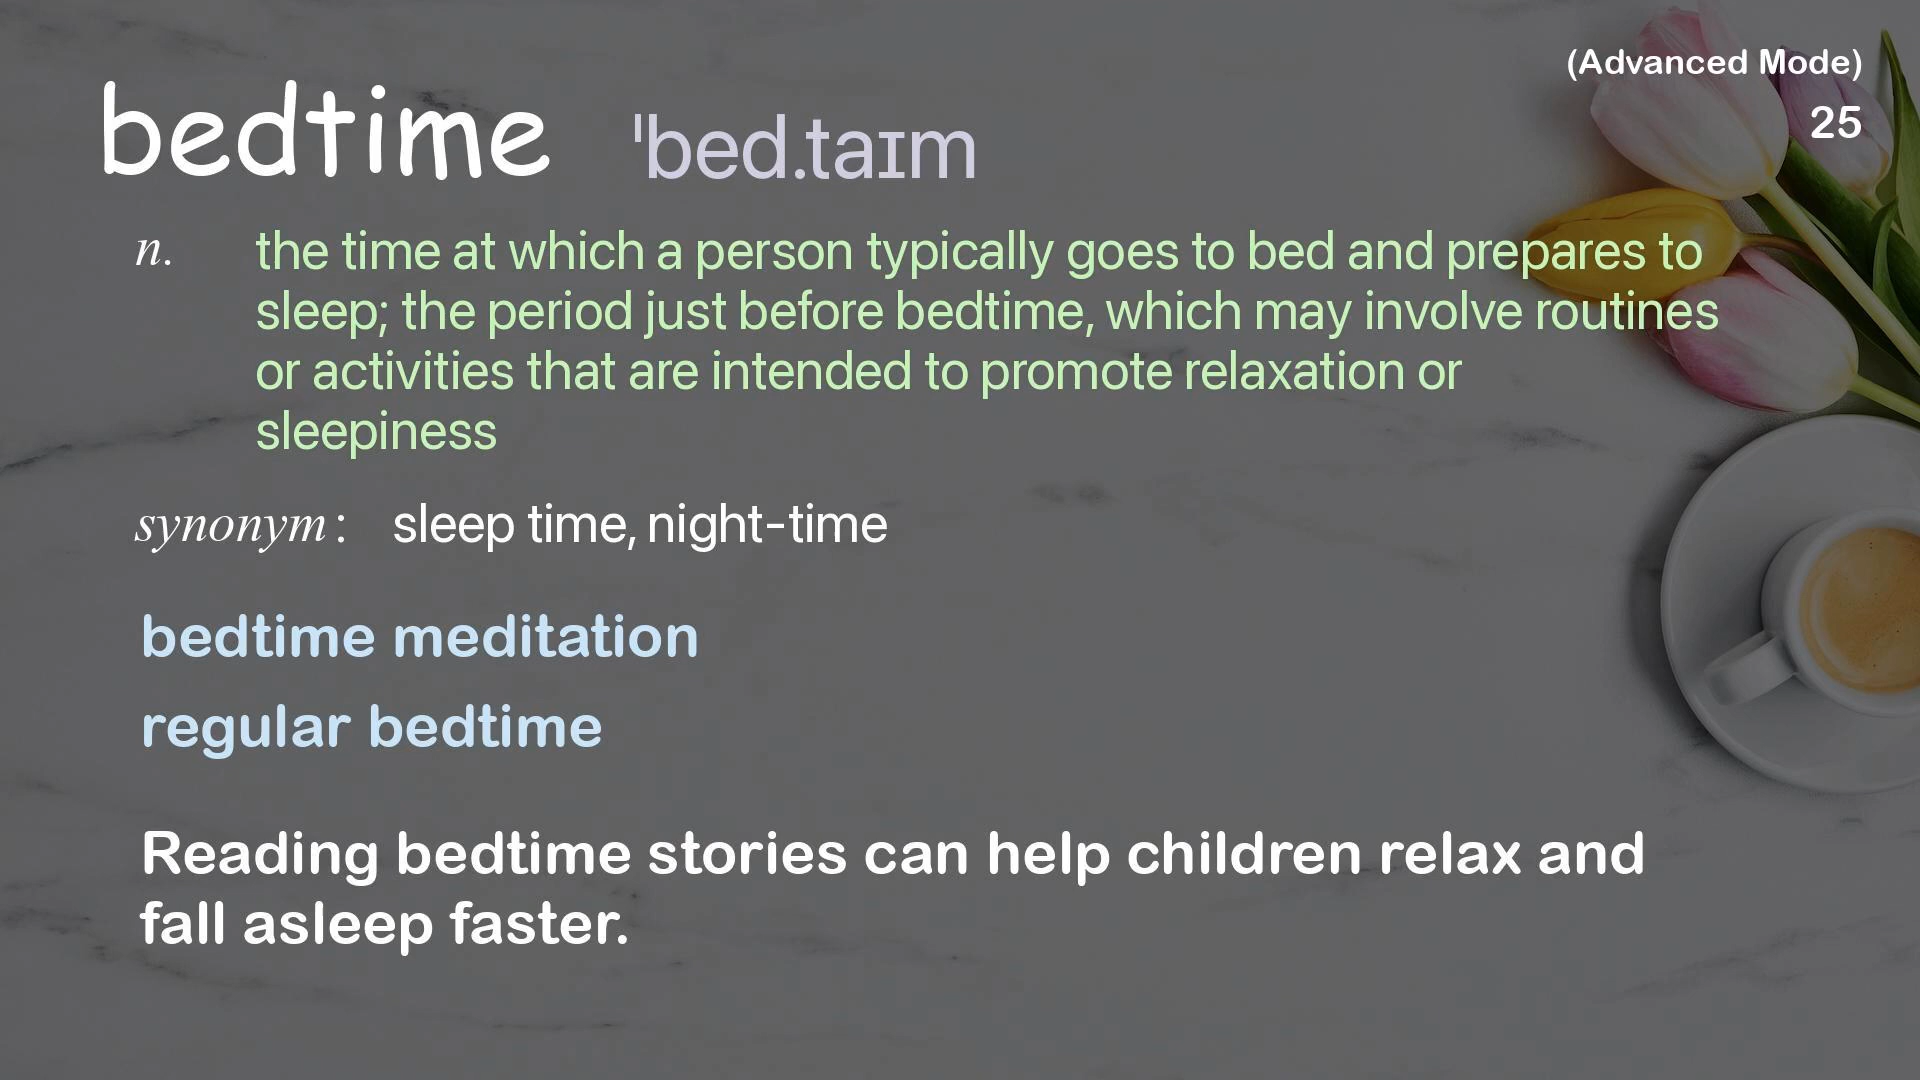 (Advanced Mode)
25
bedtime ˈbed.taɪm
n. the time at which a person typically goes to bed and prepares to
sleep; the period just before bedtime, which may involve routines
or activities that are intended to promote relaxation or
sleepiness
synonym: sleep time, night-time
bedtime meditation
regular bedtime
Reading bedtime stories can help children relax and
fall asleep faster.